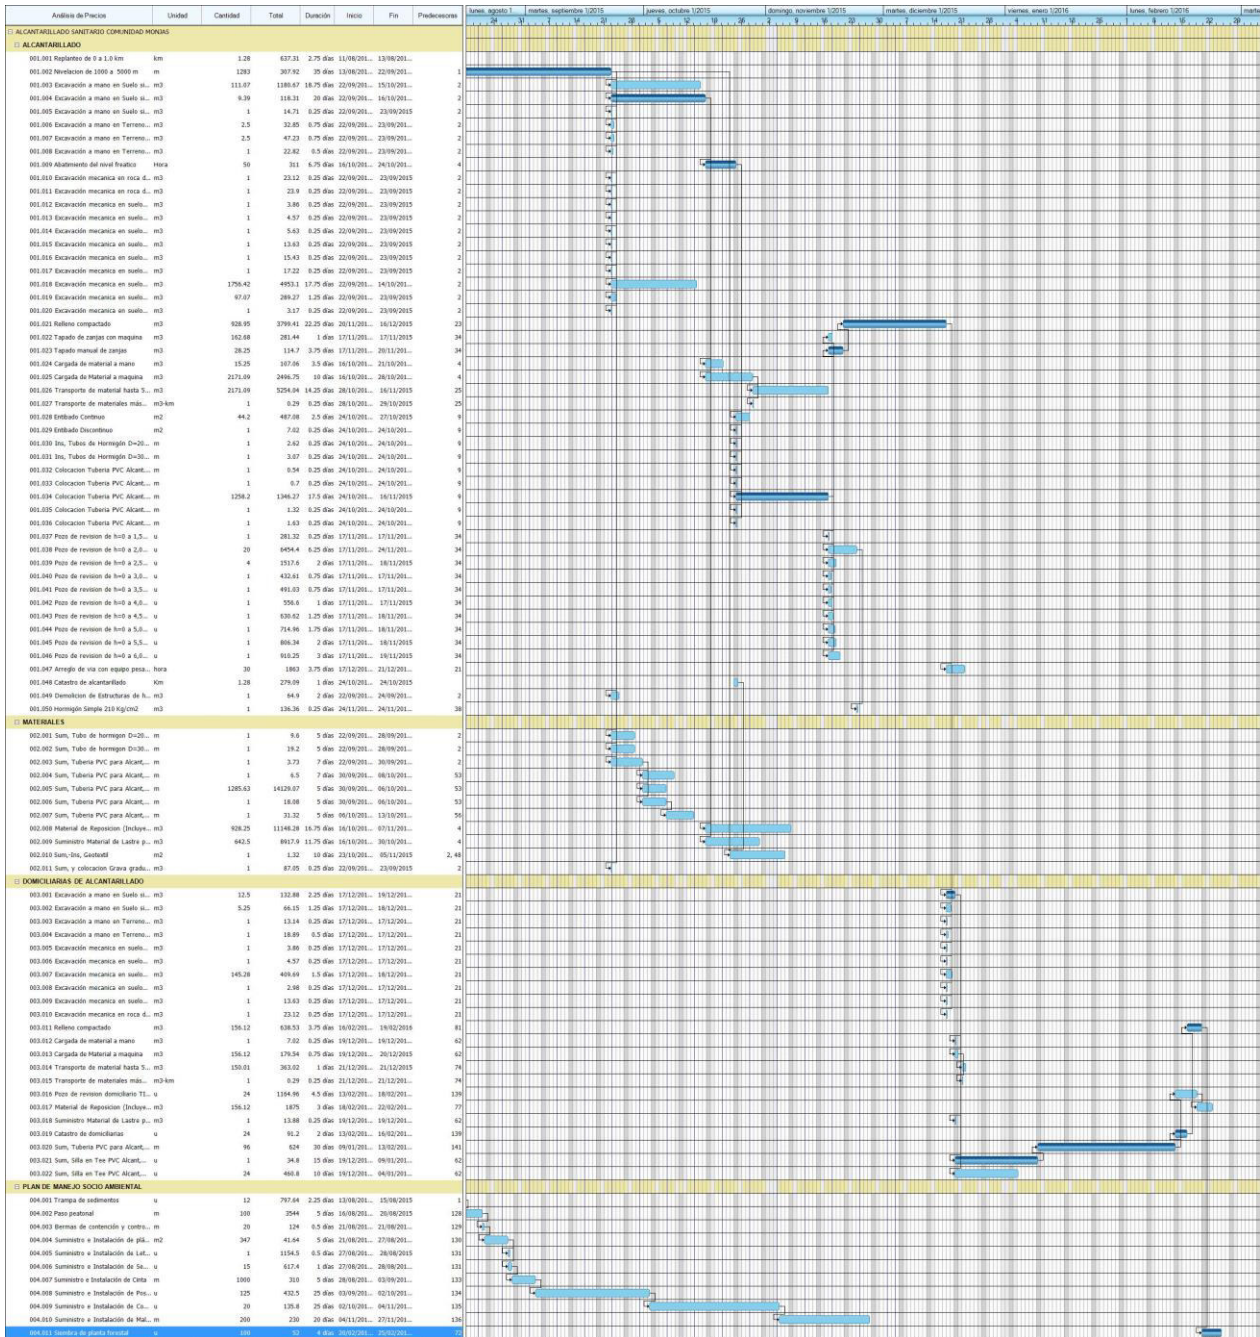 Análisis de Precios Unidad Cantidad Total Duración Inicio Fin Predecesoras
lunes, agosto 1... martes, septiembre 1/2015 jueves, octubre 1/2015 domingo, noviembre 1/2015 martes, diciembre 1/2015 viernes, enero 1/2016 lunes, febrero 1/2016
ALCANTARILLADO SANITARIO COMUNIDAD MONJAS
ALCANTARILLADO
001.001 Replanteo de 0 a 1.0 km km 1.28 637.31 2.75 días 11/08/201... 13/08/201...
001.002 Nivelacion de 1000 a 5000 m m 1283 307.92 35 días 13/08/201... 22/09/201... 1
001.003 Excavación a mano en Suelo si... m3 111.07 1180.67 18.75 días 22/09/201... 15/10/201... 2
001.004 Excavación a mano en Suelo si... m3 9.39 118.31 20 días 22/09/201... 16/10/201... 2
001.005 Excavación a mano en Suelo si... m3 1 14.71 0.25 días 22/09/201... 23/09/2015 2
001.006 Excavación a mano en Terreno... m3 2.5 32.85 0.75 días 22/09/201... 23/09/201... 2
001.007 Excavación a mano en Terreno... m3 2.5 47.23 0.75 días 22/09/201... 23/09/201... 2
001.008 Excavación a mano en Terreno... m3 1 22.82 0.5 días 22/09/201... 23/09/201... 2
001.009 Abatimiento del nivel freatico Hora 50 311 6.75 días 16/10/201... 24/10/201... 4
001.010 Excavación mecanica en roca d... m3 1 23.12 0.25 días 22/09/201... 23/09/2015 2
001.011 Excavación mecanica en roca d... m3 1 23.9 0.25 días 22/09/201... 23/09/2015 2
001.012 Excavación mecanica en suelo... m3 1 3.86 0.25 días 22/09/201... 23/09/2015 2
001.013 Excavación mecanica en suelo... m3 1 4.57 0.25 días 22/09/201... 23/09/2015 2
001.014 Excavación mecanica en suelo... m3 1 5.63 0.25 días 22/09/201... 23/09/2015 2
001.015 Excavación mecanica en suelo... m3 1 13.63 0.25 días 22/09/201... 23/09/2015 2
001.016 Excavación mecanica en suelo... m3 1 15.43 0.25 días 22/09/201... 23/09/2015 2
001.017 Excavación mecanica en suelo... m3 1 17.22 0.25 días 22/09/201... 23/09/2015 2
001.018 Excavación mecanica en suelo... m3 1756.42 4953.1 17.75 días 22/09/201... 14/10/201... 2
001.019 Excavación mecanica en suelo... m3 97.07 289.27 1.25 días 22/09/201... 23/09/201... 2
001.020 Excavación mecanica en suelo... m3 1 3.17 0.25 días 22/09/201... 23/09/2015 2
001.021 Relleno compactado m3 928.95 3799.41 22.25 días 20/11/201... 16/12/2015 23
001.022 Tapado de zanjas con maquina m3 162.68 281.44 1 días 17/11/201... 17/11/2015 34
001.023 Tapado manual de zanjas m3 28.25 114.7 3.75 días 17/11/201... 20/11/201... 34
001.024 Cargada de material a mano m3 15.25 107.06 3.5 días 16/10/201... 21/10/201... 4
001.025 Cargada de Material a maquina m3 2171.09 2496.75 10 días 16/10/201... 28/10/201... 4
001.026 Transporte de material hasta 5... m3 2171.09 5254.04 14.25 días 28/10/201... 16/11/2015 25
001.027 Transporte de materiales más... m3-km 1 0.29 0.25 días 28/10/201... 29/10/2015 25
001.028 Entibado Continuo m2 44.2 487.08 2.5 días 24/10/201... 27/10/2015 9
001.029 Entibado Discontinuo m2 1 7.02 0.25 días 24/10/201... 24/10/201... 9
001.030 Ins, Tubos de Hormigón D=20... m 1 2.62 0.25 días 24/10/201... 24/10/201... 9
001.031 Ins, Tubos de Hormigón D=30... m 1 3.07 0.25 días 24/10/201... 24/10/201... 9
001.032 Colocacion Tuberia PVC Alcant... m 1 0.54 0.25 días 24/10/201... 24/10/201... 9
001.033 Colocacion Tuberia PVC Alcant... m 1 0.7 0.25 días 24/10/201... 24/10/201... 9
001.034 Colocacion Tuberia PVC Alcant... m 1258.2 1346.27 17.5 días 24/10/201... 16/11/2015 9
001.035 Colocacion Tuberia PVC Alcant... m 1 1.32 0.25 días 24/10/201... 24/10/201... 9
001.036 Colocacion Tuberia PVC Alcant... m 1 1.63 0.25 días 24/10/201... 24/10/201... 9
001.037 Pozo de revision de h=0 a 1,5... u 1 281.32 0.25 días 17/11/201... 17/11/201... 34
001.038 Pozo de revision de h=0 a 2,0... u 20 6454.4 6.25 días 17/11/201... 24/11/201... 34
001.039 Pozo de revision de h=0 a 2,5... u 4 1517.6 2 días 17/11/201... 18/11/2015 34
001.040 Pozo de revision de h=0 a 3,0... u 1 432.61 0.75 días 17/11/201... 17/11/201... 34
001.041 Pozo de revision de h=0 a 3,5... u 1 491.03 0.75 días 17/11/201... 17/11/201... 34
001.042 Pozo de revision de h=0 a 4,0... u 1 556.6 1 días 17/11/201... 17/11/2015 34
001.043 Pozo de revision de h=0 a 4,5... u 1 630.62 1.25 días 17/11/201... 18/11/201... 34
001.044 Pozo de revision de h=0 a 5,0... u 1 714.96 1.75 días 17/11/201... 18/11/201... 34
001.045 Pozo de revision de h=0 a 5,5... u 1 806.34 2 días 17/11/201... 18/11/2015 34
001.046 Pozo de revision de h=0 a 6,0... u 1 910.25 3 días 17/11/201... 19/11/2015 34
001.047 Arreglo de via con equipo pesa... hora 30 1863 3.75 días 17/12/201... 21/12/201... 21
001.048 Catastro de alcantarillado Km 1.28 279.09 1 días 24/10/201... 24/10/2015
001.049 Demolicion de Estructuras de h... m3 1 64.9 2 días 22/09/201... 24/09/201... 2
001.050 Hormigón Simple 210 Kg/cm2 m3 1 136.36 0.25 días 24/11/201... 24/11/201... 38
MATERIALES
002.001 Sum, Tubo de hormigon D=20... m 1 9.6 5 días 22/09/201... 28/09/201... 2
002.002 Sum, Tubo de hormigon D=30... m 1 19.2 5 días 22/09/201... 28/09/201... 2
002.003 Sum, Tuberia PVC para Alcant,... m 1 3.73 7 días 22/09/201... 30/09/201... 2
002.004 Sum, Tuberia PVC para Alcant,... m 1 6.5 7 días 30/09/201... 08/10/201... 53
002.005 Sum, Tuberia PVC para Alcant,... m 1285.63 14129.07 5 días 30/09/201... 06/10/201... 53
002.006 Sum, Tuberia PVC para Alcant,... m 1 18.08 5 días 30/09/201... 06/10/201... 53
002.007 Sum, Tuberia PVC para Alcant,... m 1 31.32 5 días 06/10/201... 13/10/201... 56
002.008 Material de Reposicion (Incluye... m3 928.25 11148.28 16.75 días 16/10/201... 07/11/201... 4
002.009 Suministro Material de Lastre p... m3 642.5 8917.9 11.75 días 16/10/201... 30/10/201... 4
002.010 Sum,-Ins, Geotextil m2 1 1.32 10 días 23/10/201... 05/11/2015 2, 48
002.011 Sum, y colocacion Grava gradu... m3 1 87.05 0.25 días 22/09/201... 23/09/2015 2
DOMICILIARIAS DE ALCANTARILLADO
003.001 Excavación a mano en Suelo si... m3 12.5 132.88 2.25 días 17/12/201... 19/12/201... 21
003.002 Excavación a mano en Suelo si... m3 5.25 66.15 1.25 días 17/12/201... 18/12/201... 21
003.003 Excavación a mano en Terreno... m3 1 13.14 0.25 días 17/12/201... 17/12/201... 21
003.004 Excavación a mano en Terreno... m3 1 18.89 0.5 días 17/12/201... 17/12/201... 21
003.005 Excavación mecanica en suelo... m3 1 3.86 0.25 días 17/12/201... 17/12/201... 21
003.006 Excavación mecanica en suelo... m3 1 4.57 0.25 días 17/12/201... 17/12/201... 21
003.007 Excavación mecanica en suelo... m3 145.28 409.69 1.5 días 17/12/201... 18/12/201... 21
003.008 Excavación mecanica en suelo... m3 1 2.98 0.25 días 17/12/201... 17/12/201... 21
003.009 Excavación mecanica en suelo... m3 1 13.63 0.25 días 17/12/201... 17/12/201... 21
003.010 Excavación mecanica en roca d... m3 1 23.12 0.25 días 17/12/201... 17/12/201... 21
003.011 Relleno compactado m3 156.12 638.53 3.75 días 16/02/201... 19/02/2016 81
003.012 Cargada de material a mano m3 1 7.02 0.25 días 19/12/201... 19/12/201... 62
003.013 Cargada de Material a maquina m3 156.12 179.54 0.75 días 19/12/201... 20/12/2015 62
003.014 Transporte de material hasta 5... m3 150.01 363.02 1 días 21/12/201... 21/12/2015 74
003.015 Transporte de materiales más... m3-km 1 0.29 0.25 días 21/12/201... 21/12/201... 74
003.016 Pozo de revision domiciliario TI... u 24 1164.96 4.5 días 13/02/201... 18/02/201... 139
003.017 Material de Reposicion (Incluye... m3 156.12 1875 3 días 18/02/201... 22/02/201... 77
003.018 Suministro Material de Lastre p... m3 1 13.88 0.25 días 19/12/201... 19/12/201... 62
003.019 Catastro de domiciliarias u 24 91.2 2 días 13/02/201... 16/02/201... 139
003.020 Sum, Tuberia PVC para Alcant,... m 96 624 30 días 09/01/201... 13/02/201... 141
003.021 Sum, Silla en Tee PVC Alcant,... u 1 34.8 15 días 19/12/201... 09/01/201... 62
003.022 Sum, Silla en Yee PVC Alcant,... u 24 460.8 10 días 19/12/201... 04/01/201... 62
PLAN DE MANEJO SOCIO AMBIENTAL
004.001 Trampa de sedimentos u 12 797.64 2.25 días 13/08/201... 15/08/2015 1
004.002 Paso peatonal m 100 3544 5 días 16/08/201... 20/08/2015 128
004.003 Bermas de contención y contro... m 20 124 0.5 días 21/08/201... 21/08/201... 129
004.004 Suministro e Instalación de plá... m2 347 41.64 5 días 21/08/201... 27/08/201... 130
004.005 Suministro e Instalación de Let... u 1 1154.5 0.5 días 27/08/201... 28/08/2015 131
004.006 Suministro e Instalación de Se... u 15 617.4 1 días 27/08/201... 28/08/201... 131
004.007 Suministro e Instalación de Cinta m 1000 310 5 días 28/08/201... 03/09/201... 133
004.008 Suministro e Instalación de Pos... u 125 432.5 25 días 03/09/201... 02/10/201... 134
004.009 Suministro e Instalación de Co... u 20 135.8 25 días 02/10/201... 04/11/201... 135
004.010 Suministro e Instalación de Mal... m 200 230 20 días 04/11/201... 27/11/201... 136
004.011 Siembra de planta forestal u 100 52 4 días 20/02/201... 25/02/201... 72